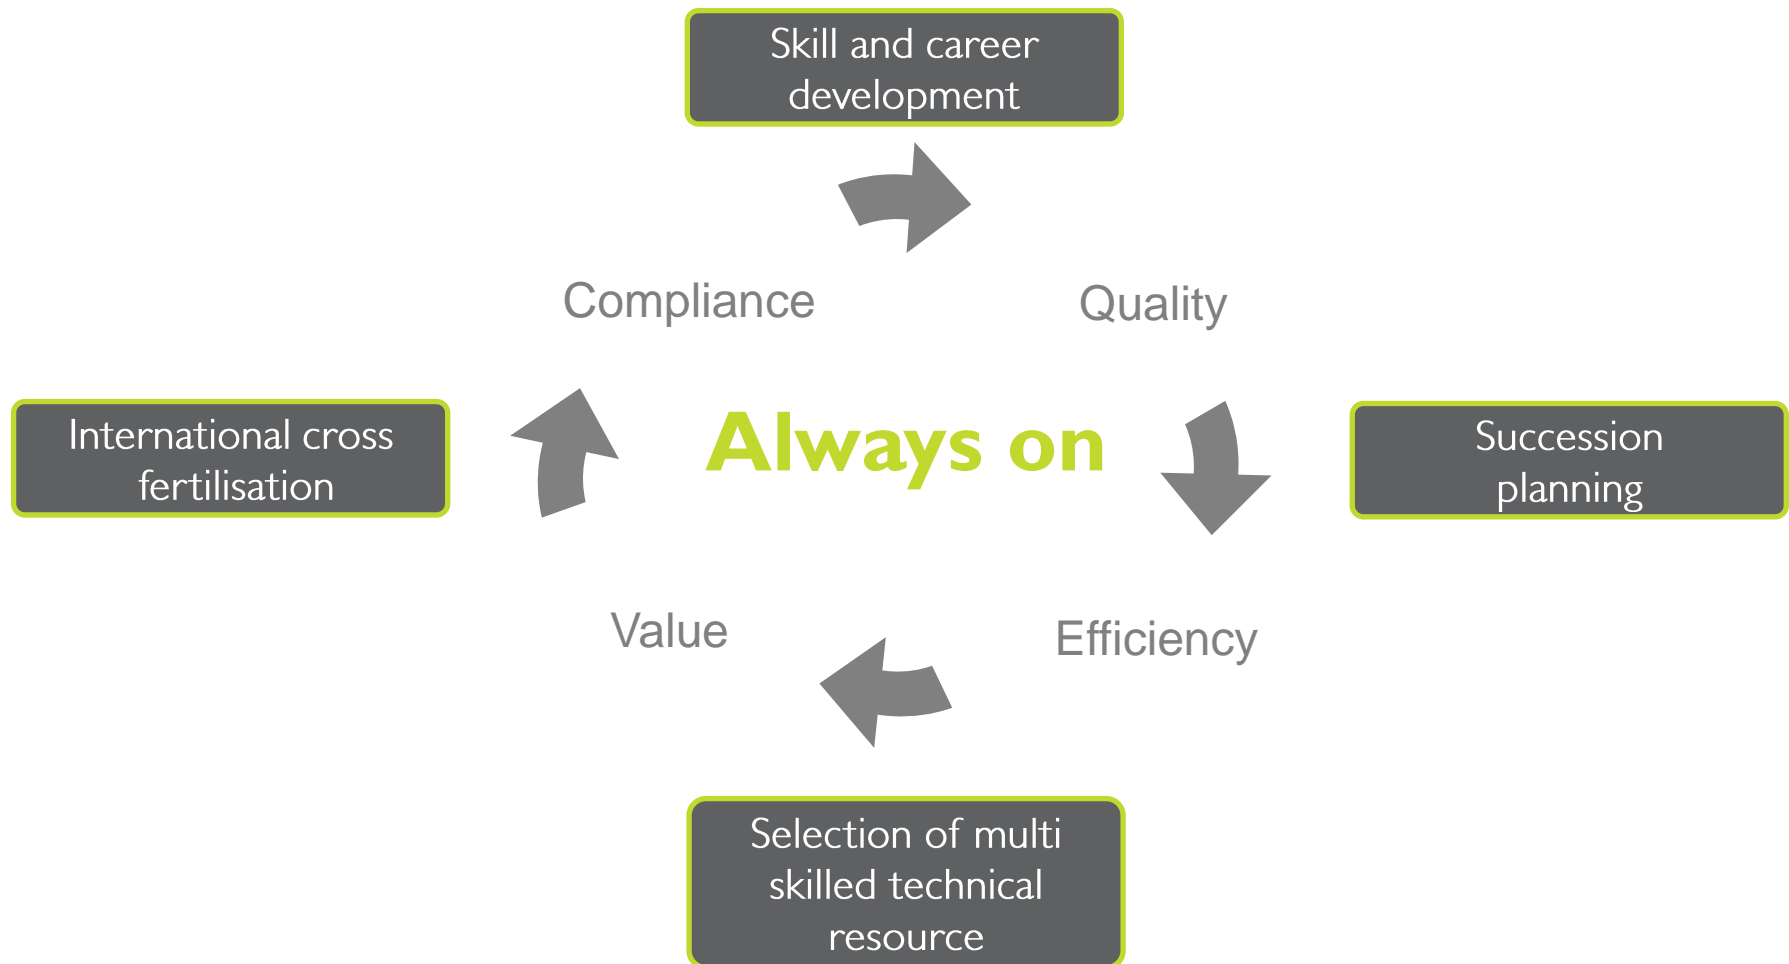 Skill and career
development
Compliance
Quality
International cross
fertilisation
Always on
Succession
planning
Value
Efficiency
Selection of multi
skilled technical
resource